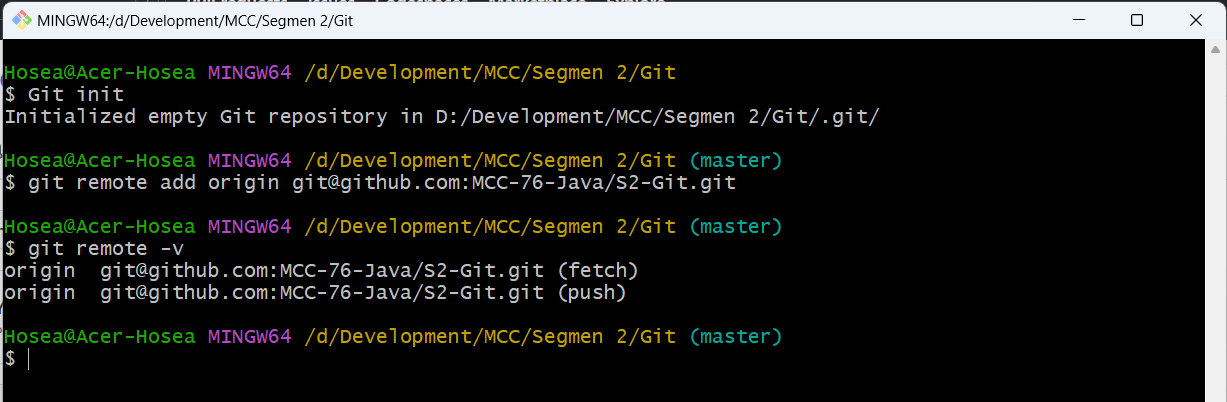 MINGW64:/d/Development/MCC/Segmen 2/Git
Hosea@Acer-Hosea MINGW64 /d/Development/MCC/Segmen 2/Git
$ Git init
Initialized empty Git repository in D:/Development/MCC/Segmen 2/Git/.git/
Hosea@Acer-Hosea MINGW64 /d/Development/MCC/Segmen 2/Git (master)
$ git remote add origin git@github.com:MCC-76-Java/S2-Git.git
Hosea@Acer-Hosea MINGW64 /d/Development/MCC/Segmen 2/Git (master)
$ git remote -v
origin  git@github.com:MCC-76-Java/S2-Git.git (fetch)
origin  git@github.com:MCC-76-Java/S2-Git.git (push)
Hosea@Acer-Hosea MINGW64 /d/Development/MCC/Segmen 2/Git (master)
$